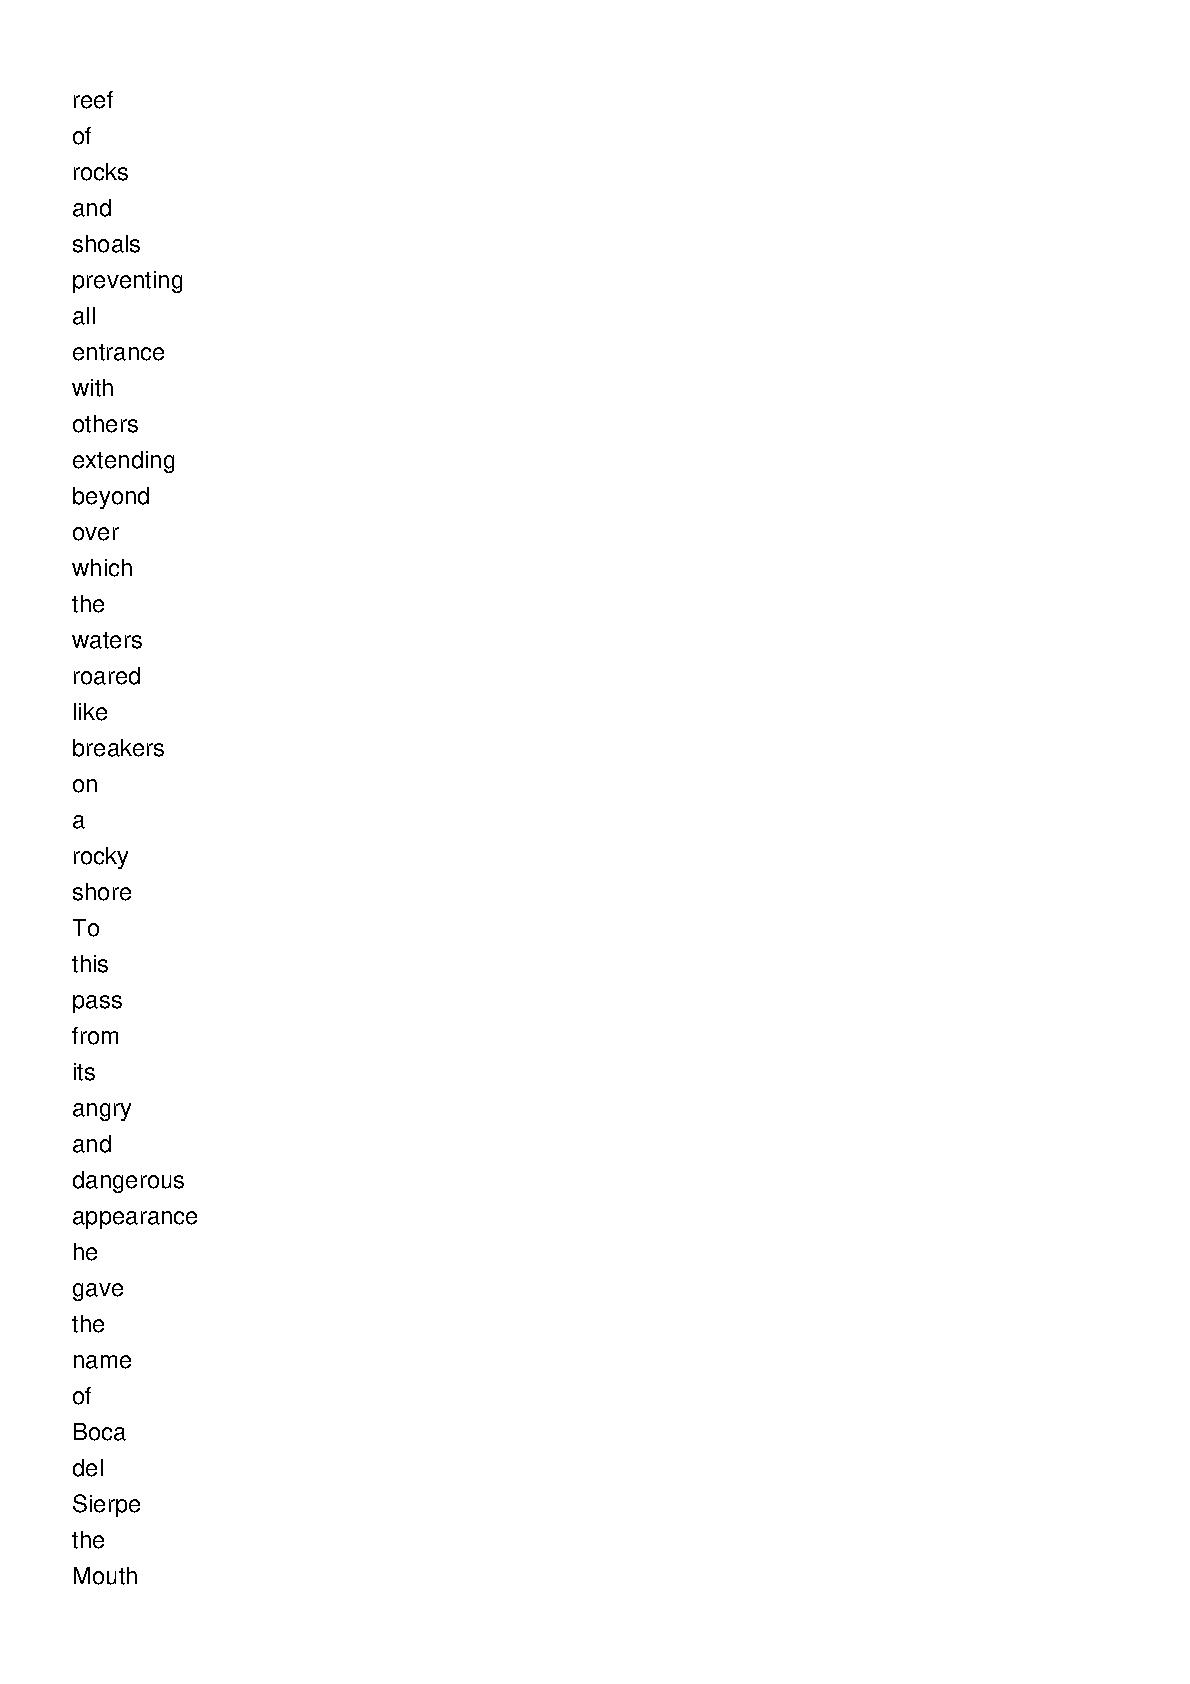 reef
of
rocks
and
shoals
preventing
all
entrance
with
others
extending
beyond
over
which
the
waters
roared
like
breakers
on
a
rocky
shore
To
this
pass
from
its
angry
and
dangerous
appearance
he
gave
the
name
of
Boca
del
Sierpe
the
Mouth